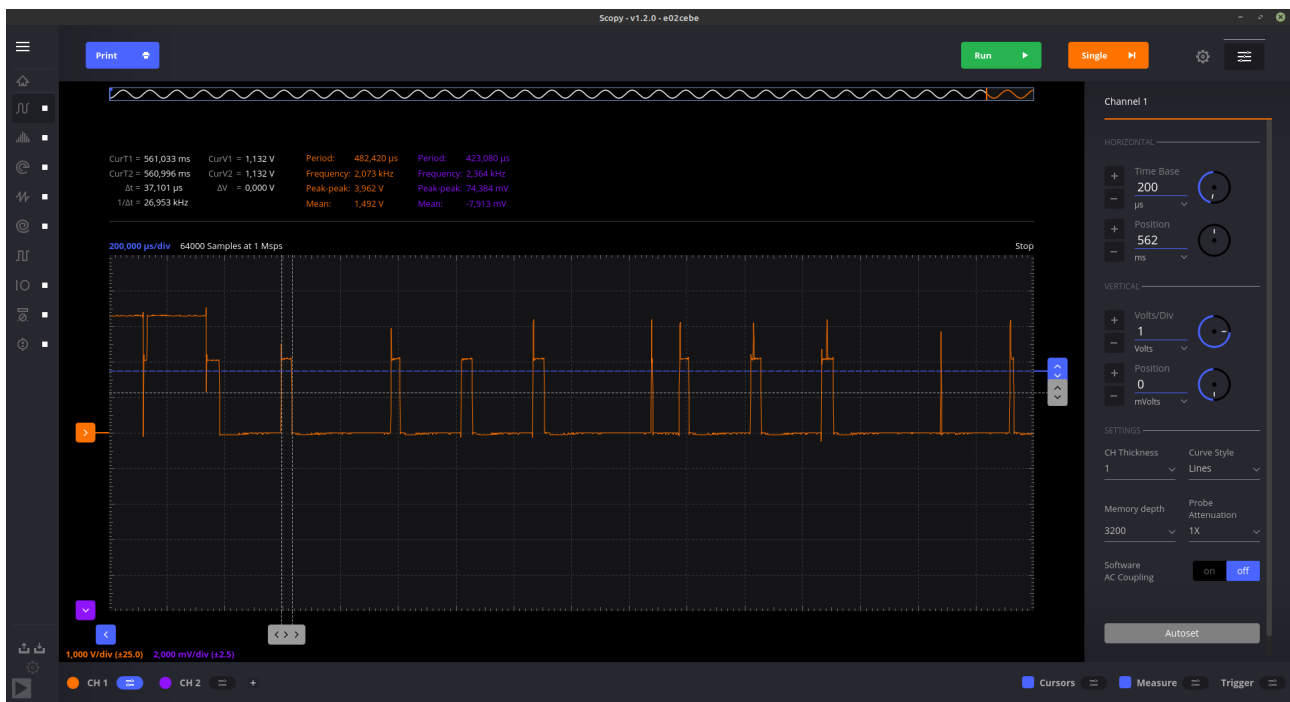 Scopy - v1.2.0 - e02cebe
Print
Run
Single
Channel 1
HORIZONTAL
Time Base
200
µs
Position
562
ms
VERTICAL
Volts/Div
1
Volts
Position
0
mVolts
SETTINGS
CH Thickness Curve Style
1 Lines
Memory depth Probe Attenuation
3200 1X
Software AC Coupling on off
Autoset
CurT1 = 561,033 ms CurV1 = 1,132 V Period: 482,420 µs Period: 423,080 µs
CurT2 = 560,996 ms CurV2 = 1,132 V Frequency: 2,073 kHz Frequency: 2,364 kHz
Δt = 37,101 µs ΔV = 0,000 V Peak-peak: 3,962 V Peak-peak: 74,384 mV
1/Δt = 26,953 kHz Mean: 1,492 V Mean: -7,913 mV
200,000 µs/div 64000 Samples at 1 Msps Stop
1,000 V/div (±25.0) 2,000 mV/div (±2.5)
CH 1 CH 2 + Cursors Measure Trigger